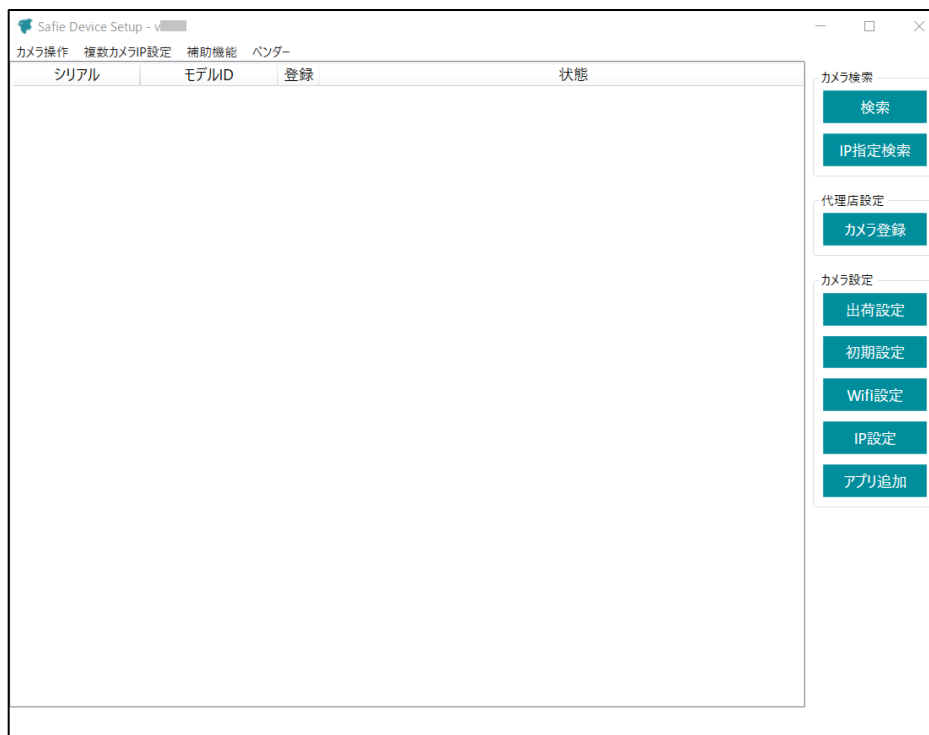 Safie Device Setup - v
カメラ操作 複数カメラIP設定 補助機能 ベンダー
シリアル モデルID 登録 状態
カメラ検索
検索
IP指定検索
代理店設定
カメラ登録
カメラ設定
出荷設定
初期設定
Wifi設定
IP設定
アプリ追加